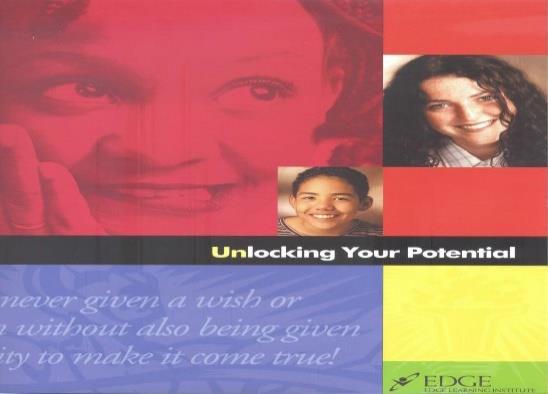 Unlocking Your Potential
never given a wish or
without also being given
to make it come true!
EDGE
EDGE LEARNING INSTITUTE